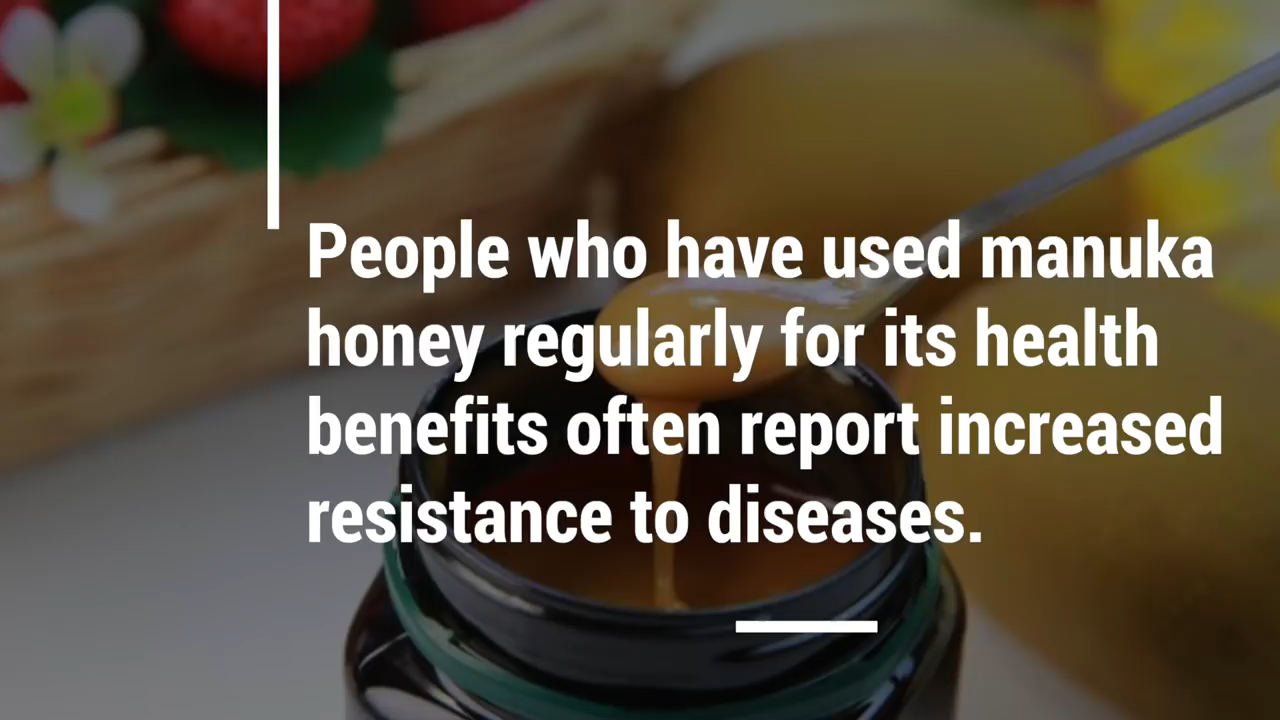 People who have used manuka
honey regularly for its health
benefits often report increased
resistance to diseases.